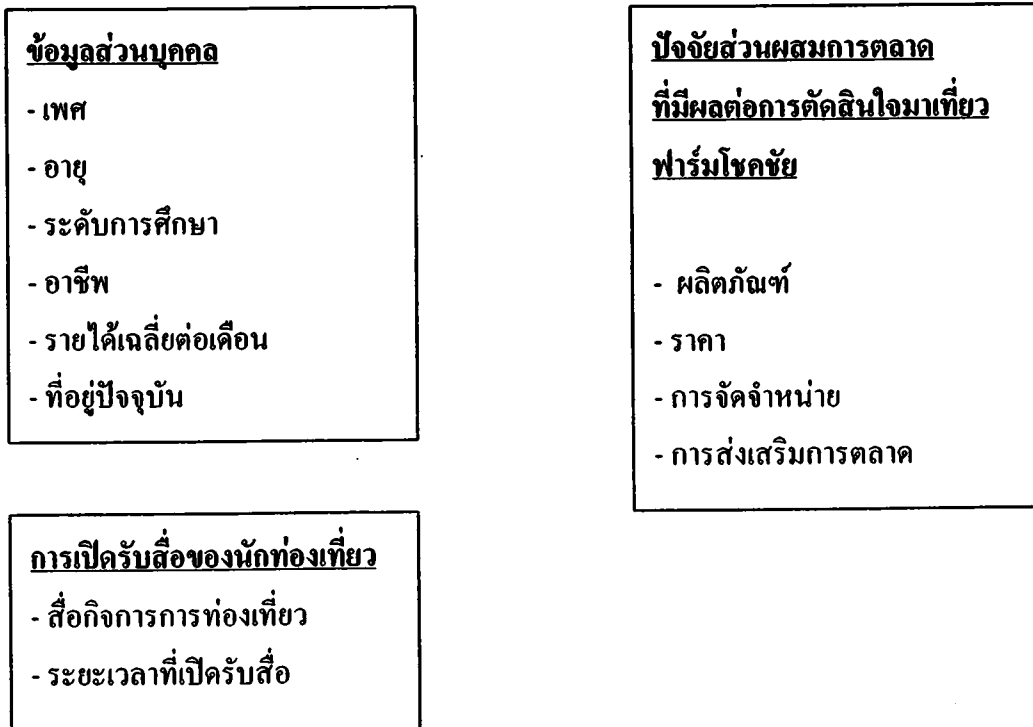 ข้อมูลส่วนบุคคล
- เพศ
- อายุ
- ระดับการศึกษา
- อาชีพ
- รายได้เฉลี่ยต่อเดือน
- ที่อยู่ปัจจุบัน
การเปิดรับสื่อของนักท่องเที่ยว
- สื่อกิจการการท่องเที่ยว
- ระยะเวลาที่เปิดรับสื่อ
ปัจจัยส่วนผสมการตลาด
ที่มีผลต่อการตัดสินใจมาเที่ยว
ฟาร์มโชคชัย
- ผลิตภัณฑ์
- ราคา
- การจัดจำหน่าย
- การส่งเสริมการตลาด